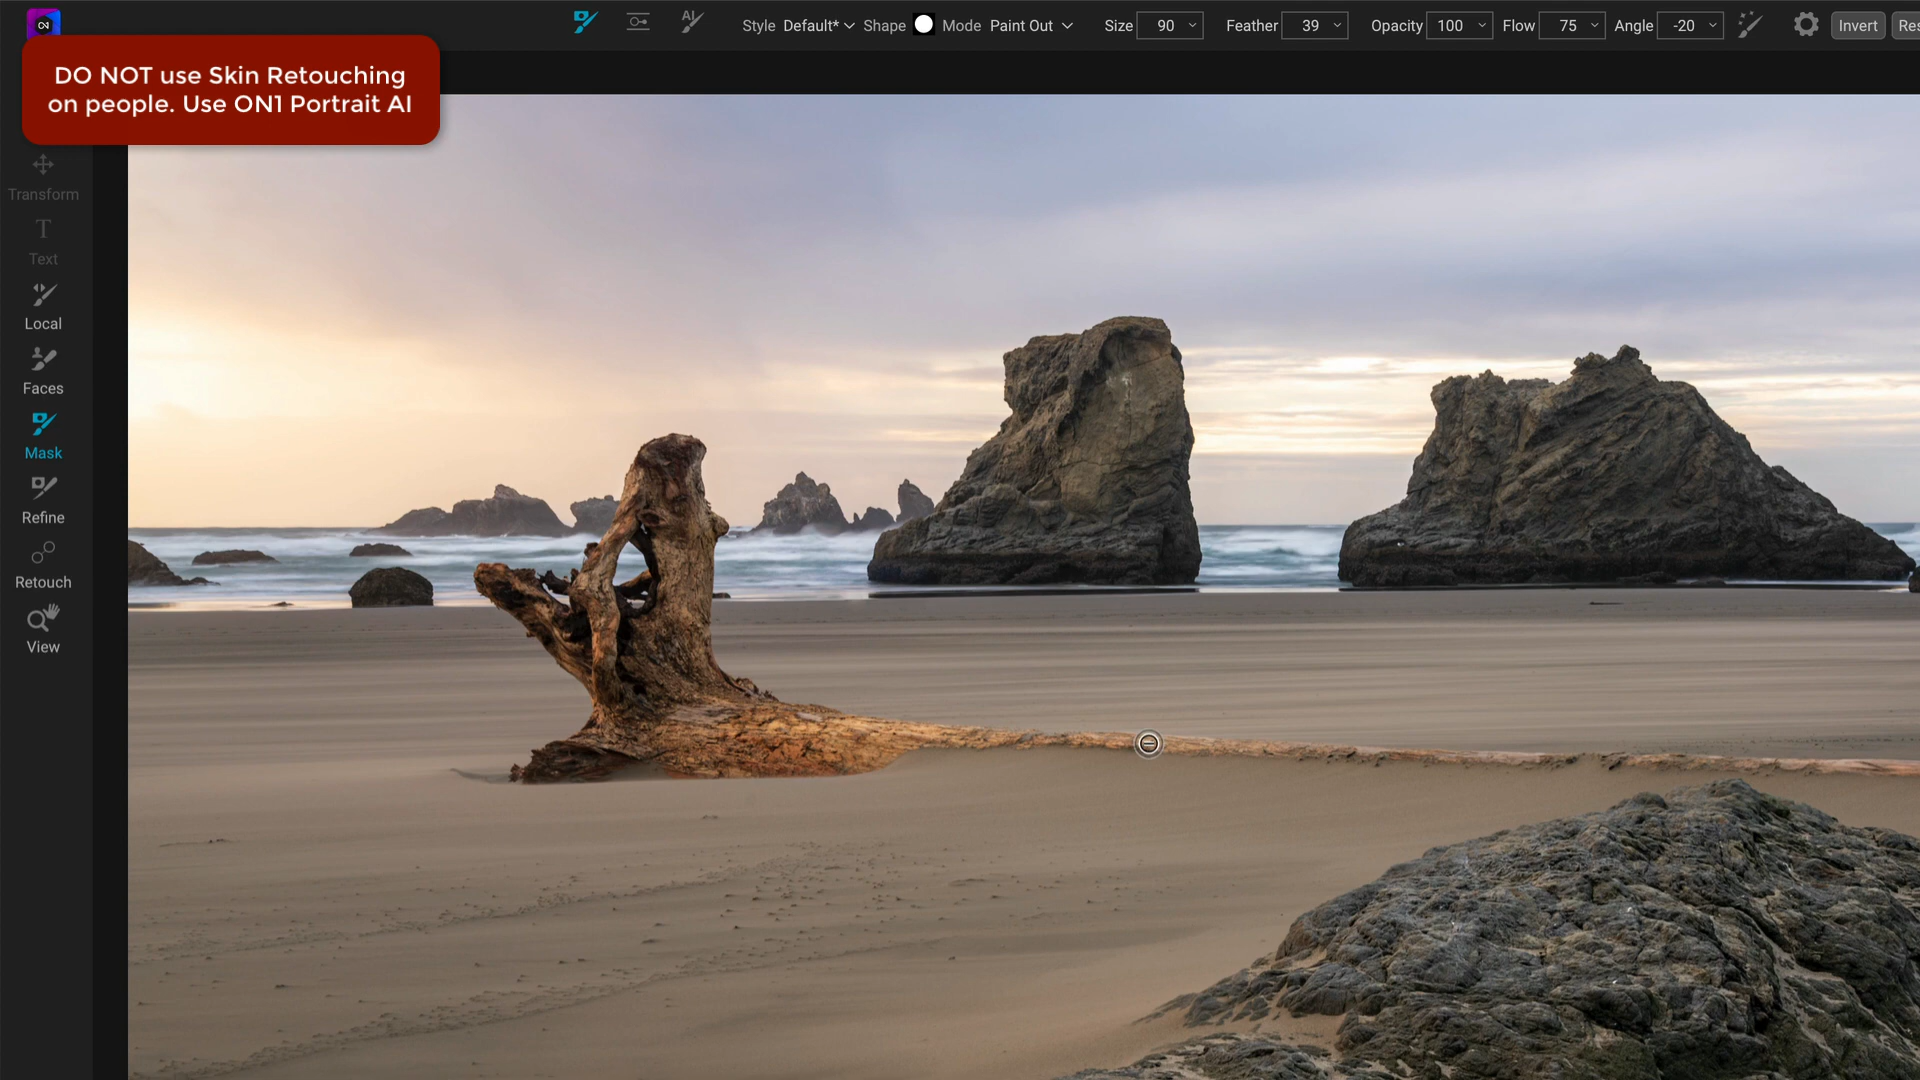 Style Default* Shape Mode Paint Out Size 90 Feather 39 Opacity 100 Flow 75 Angle -20 Invert Res
DO NOT use Skin Retouching
on people. Use ON1 Portrait AI
Transform
Text
Local
Faces
Mask
Refine
Retouch
View